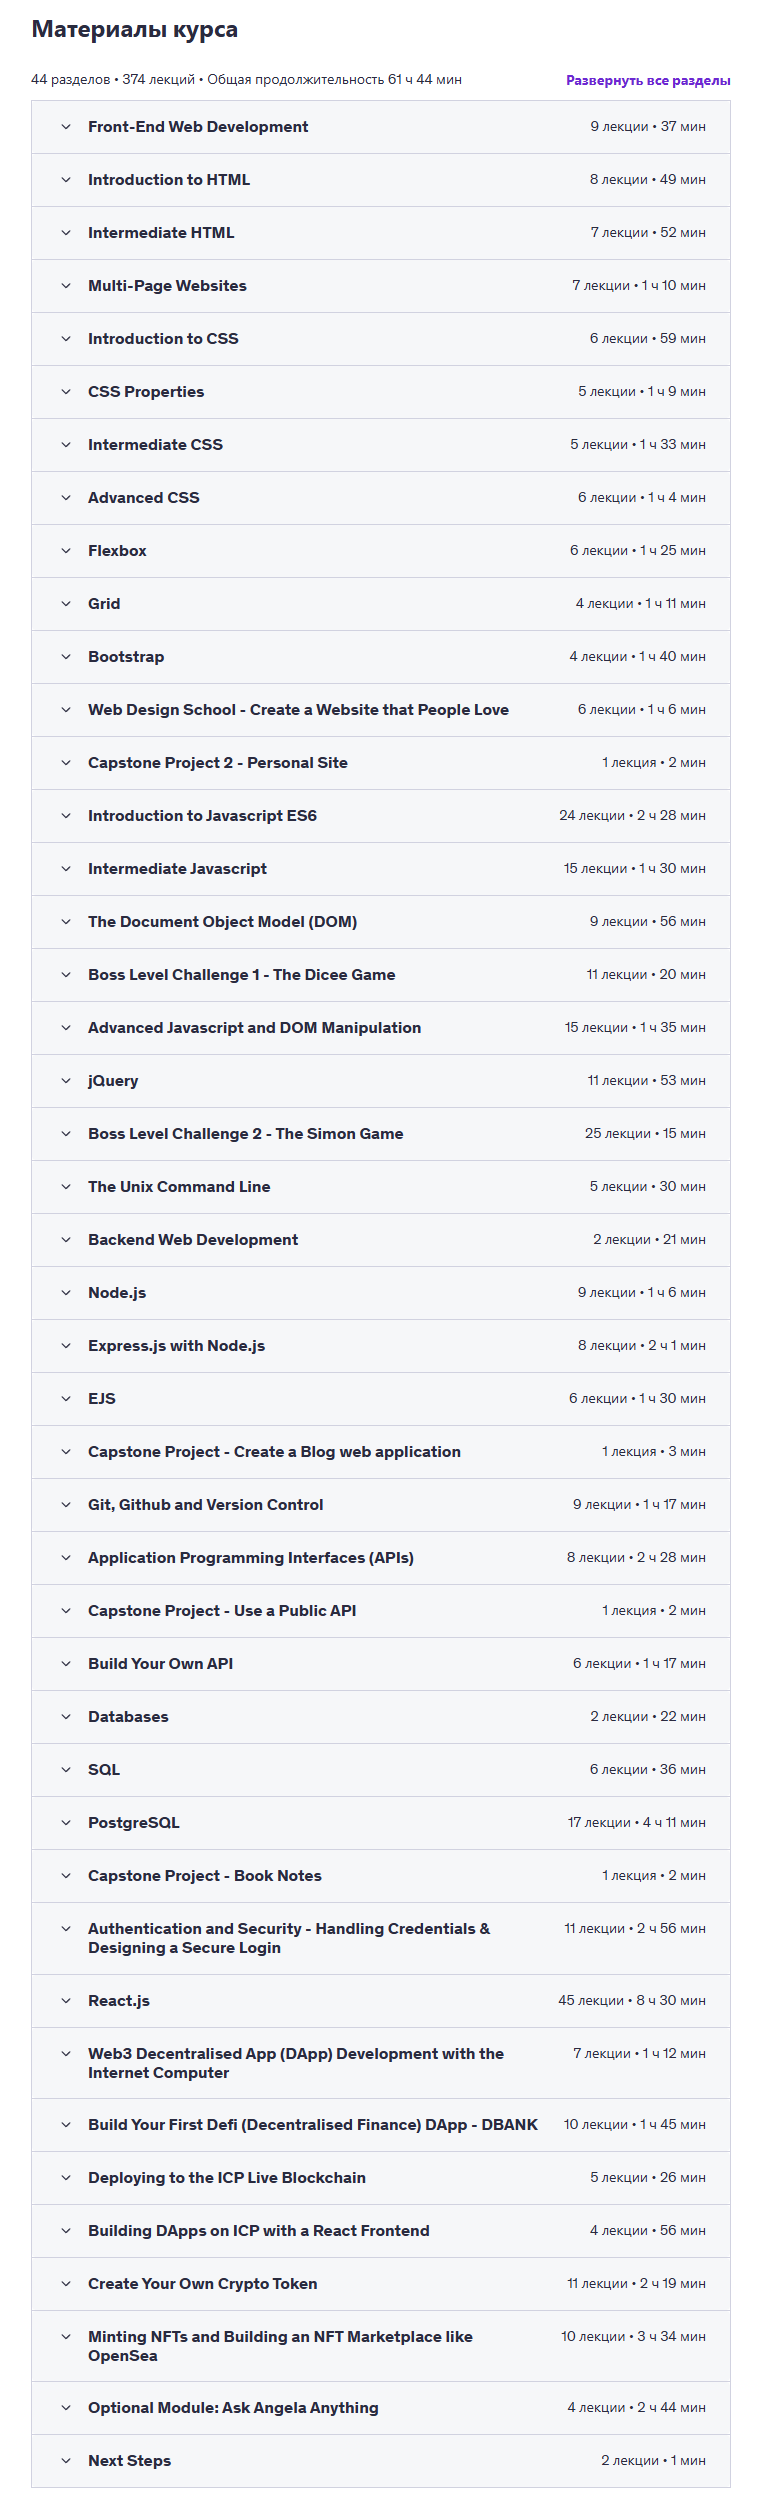 Материалы курса
44 разделов • 374 лекций • Общая продолжительность 61 ч 44 мин
Развернуть все разделы
Front-End Web Development 9 лекции • 37 мин
Introduction to HTML 8 лекции • 49 мин
Intermediate HTML 7 лекции • 52 мин
Multi-Page Websites 7 лекции • 1 ч 10 мин
Introduction to CSS 6 лекции • 59 мин
CSS Properties 5 лекции • 1 ч 9 мин
Intermediate CSS 5 лекции • 1 ч 33 мин
Advanced CSS 6 лекции • 1 ч 4 мин
Flexbox 6 лекции • 1 ч 25 мин
Grid 4 лекции • 1 ч 11 мин
Bootstrap 4 лекции • 1 ч 40 мин
Web Design School - Create a Website that People Love 6 лекции • 1 ч 6 мин
Capstone Project 2 - Personal Site 1 лекция • 2 мин
Introduction to Javascript ES6 24 лекции • 2 ч 28 мин
Intermediate Javascript 15 лекции • 1 ч 30 мин
The Document Object Model (DOM) 9 лекции • 56 мин
Boss Level Challenge 1 - The Dicee Game 11 лекции • 20 мин
Advanced Javascript and DOM Manipulation 15 лекции • 1 ч 35 мин
jQuery 11 лекции • 53 мин
Boss Level Challenge 2 - The Simon Game 25 лекции • 15 мин
The Unix Command Line 5 лекции • 30 мин
Backend Web Development 2 лекции • 21 мин
Node.js 9 лекции • 1 ч 6 мин
Express.js with Node.js 8 лекции • 2 ч 1 мин
EJS 6 лекции • 1 ч 30 мин
Capstone Project - Create a Blog web application 1 лекция • 3 мин
Git, Github and Version Control 9 лекции • 1 ч 17 мин
Application Programming Interfaces (APIs) 8 лекции • 2 ч 28 мин
Capstone Project - Use a Public API 1 лекция • 2 мин
Build Your Own API 6 лекции • 1 ч 17 мин
Databases 2 лекции • 22 мин
SQL 6 лекции • 36 мин
PostgreSQL 17 лекции • 4 ч 11 мин
Capstone Project - Book Notes 1 лекция • 2 мин
Authentication and Security - Handling Credentials & 11 лекции • 2 ч 56 мин
Designing a Secure Login
React.js 45 лекции • 8 ч 30 мин
Web3 Decentralised App (DApp) Development with the 7 лекции • 1 ч 12 мин
Internet Computer
Build Your First Defi (Decentralised Finance) DApp - DBANK 10 лекции • 1 ч 45 мин
Deploying to the ICP Live Blockchain 5 лекции • 26 мин
Building DApps on ICP with a React Frontend 4 лекции • 56 мин
Create Your Own Crypto Token 11 лекции • 2 ч 19 мин
Minting NFTs and Building an NFT Marketplace like 10 лекции • 3 ч 34 мин
OpenSea
Optional Module: Ask Angela Anything 4 лекции • 2 ч 44 мин
Next Steps 2 лекции • 1 мин